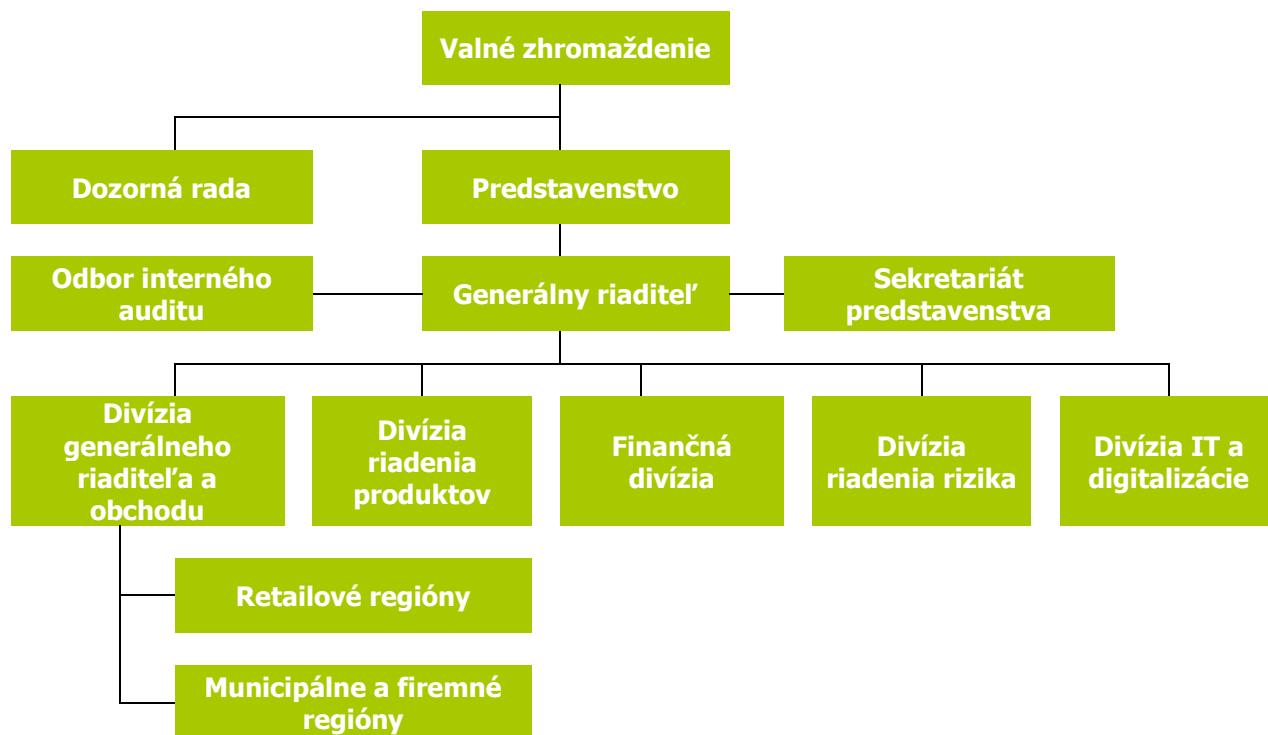 Valné zhromaždenie
Dozorná rada
Predstavenstvo
Odbor interného
auditu
Generálny riaditeľ
Sekretariát
predstavenstva
Divízia
generálneho
riaditeľa a
obchodu
Divízia
riadenia
produktov
Finančná
divízia
Divízia
riadenia rizika
Divízia IT a
digitalizácie
Retailové regióny
Municipálne a firemné
regióny